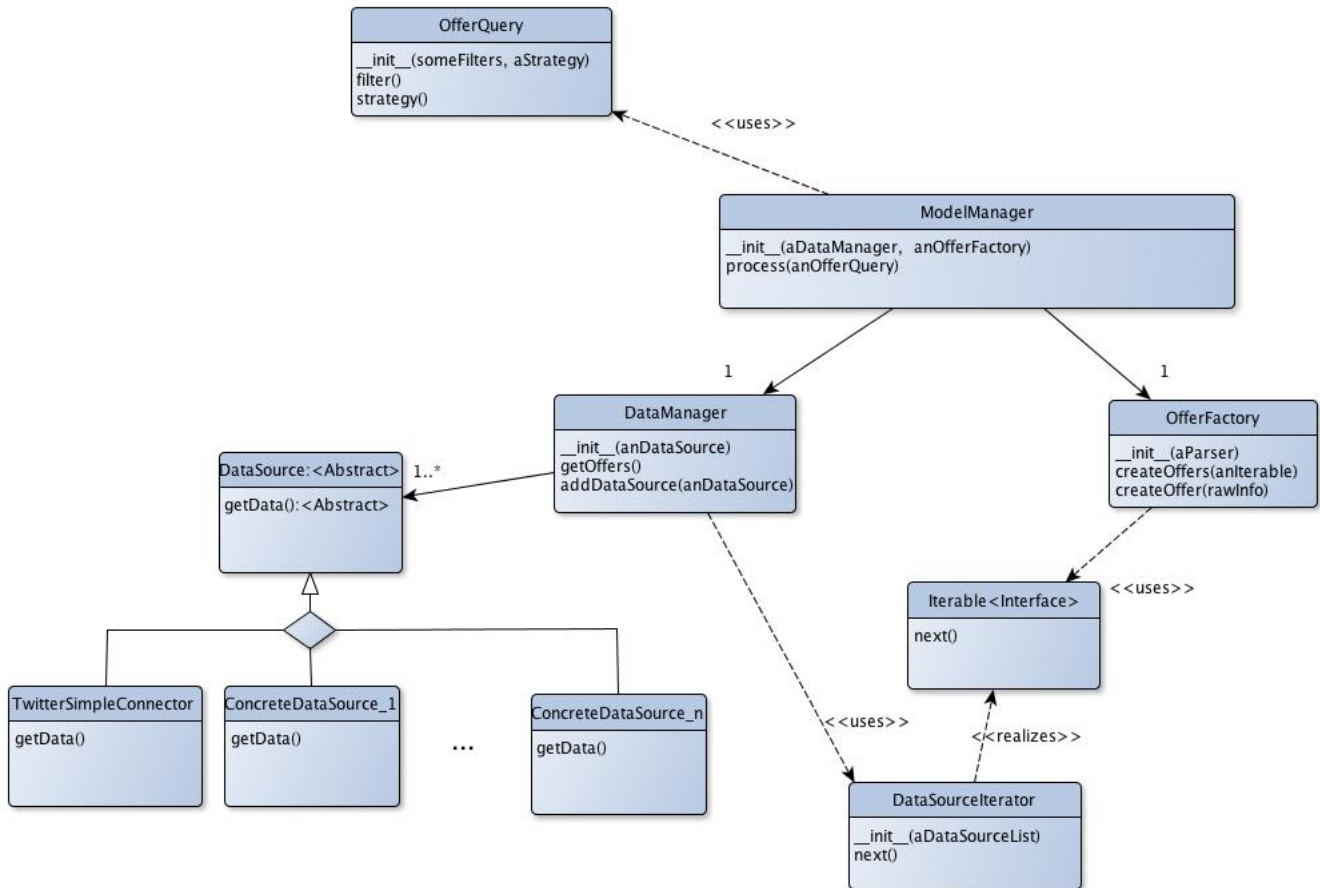 OfferQuery
__init__(someFilters, aStrategy)
filter()
strategy()
<<uses>>
ModelManager
__init__(aDataManager, anOfferFactory)
process(anOfferQuery)
1
1
DataManager
__init__(anDataSource)
getOffers()
addDataSource(anDataSource)
OfferFactory
__init__(aParser)
createOffers(anIterable)
createOffer(rawInfo)
DataSource:<Abstract>
getData():<Abstract>
1..*
<<uses>>
Iterable<Interface>
next()
TwitterSimpleConnector
getData()
ConcreteDataSource_1
getData()
...
ConcreteDataSource_n
getData()
<<uses>>
<<realizes>>
DataSourceIterator
__init__(aDataSourceList)
next()